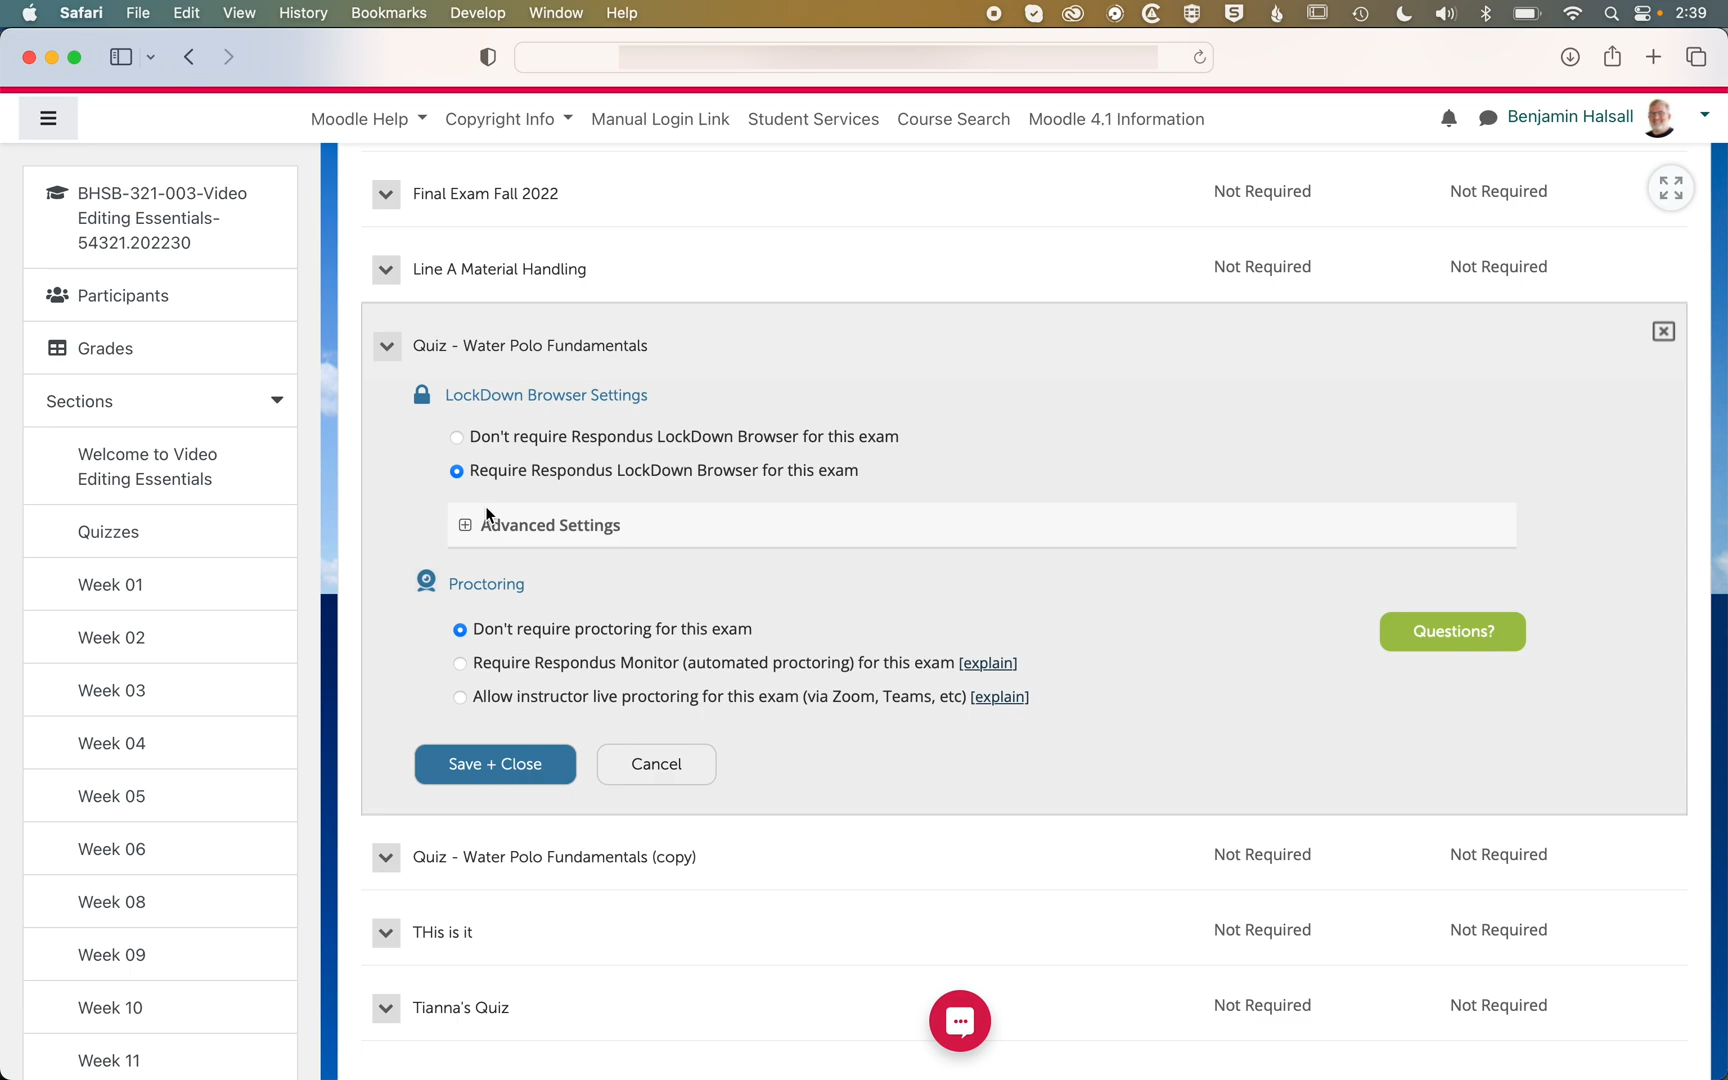 Safari File Edit View History Bookmarks Develop Window Help 2:39
Moodle Help Copyright Info Manual Login Link Student Services Course Search Moodle 4.1 Information Benjamin Halsall
BHSB-321-003-Video
Editing Essentials-
54321.202230
Participants
Grades
Sections
Welcome to Video
Editing Essentials
Quizzes
Week 01
Week 02
Week 03
Week 04
Week 05
Week 06
Week 08
Week 09
Week 10
Week 11
Final Exam Fall 2022 Not Required Not Required
Line A Material Handling Not Required Not Required
Quiz - Water Polo Fundamentals
LockDown Browser Settings
Don't require Respondus LockDown Browser for this exam
Require Respondus LockDown Browser for this exam
Advanced Settings
Proctoring
Don't require proctoring for this exam
Questions?
Require Respondus Monitor (automated proctoring) for this exam [explain]
Allow instructor live proctoring for this exam (via Zoom, Teams, etc) [explain]
Save + Close Cancel
Quiz - Water Polo Fundamentals (copy) Not Required Not Required
THis is it Not Required Not Required
Tianna's Quiz Not Required Not Required